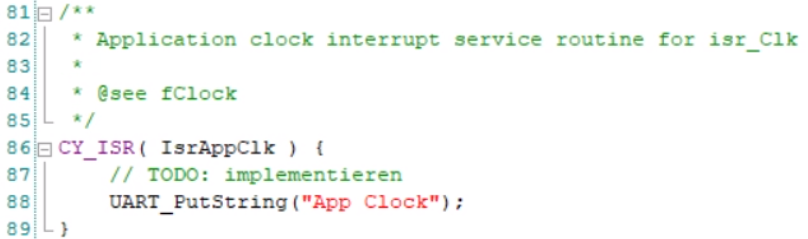 81 /**
82 * Application clock interrupt service routine for isr_Clk
83 *
84 * @see fClock
85 */
86 CY_ISR( IsrAppClk ) {
87 // TODO: implementieren
88 UART_PutString("App Clock");
89 }